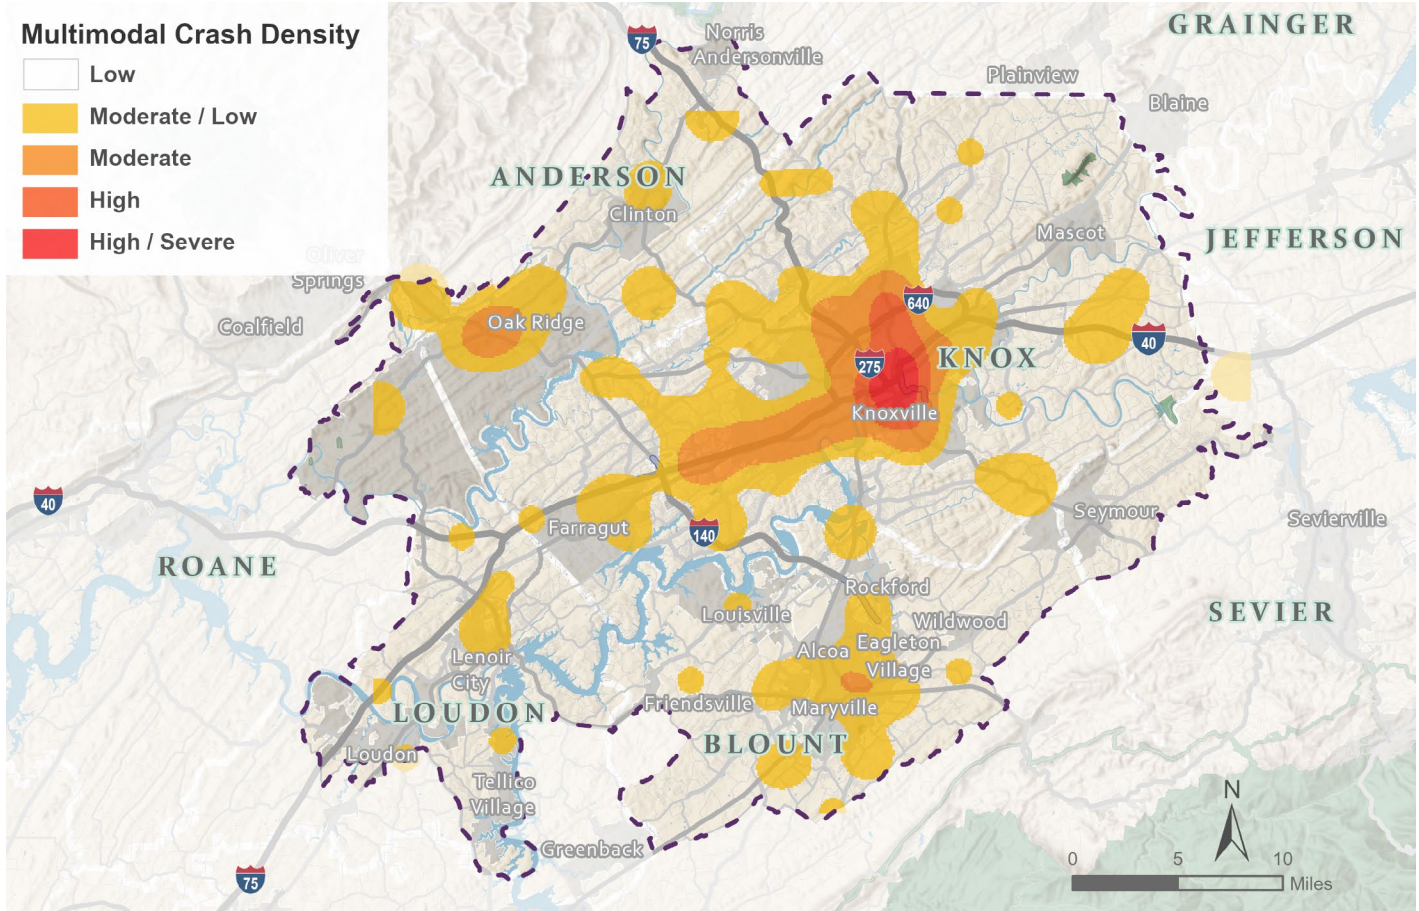 Multimodal Crash Density
Low
Moderate / Low
Moderate
High
High / Severe
GRAINGER
75
Norris
Andersonville
Plainview
Blaine
ANDERSON
Clinton
Mascot
JEFFERSON
Oliver
Springs
Coalfield
Oak Ridge
640
40
275
KNOX
Knoxville
40
Farragut
140
Seymour
Sevierville
ROANE
Rockford
Louisville
Wildwood
SEVIER
Alcoa
Eagleton
Village
Lenoir
City
Friendsville
Maryville
LOUDON
BLOUNT
Loudon
Tellico
Village
Greenback
75
N
0 5 10
Miles